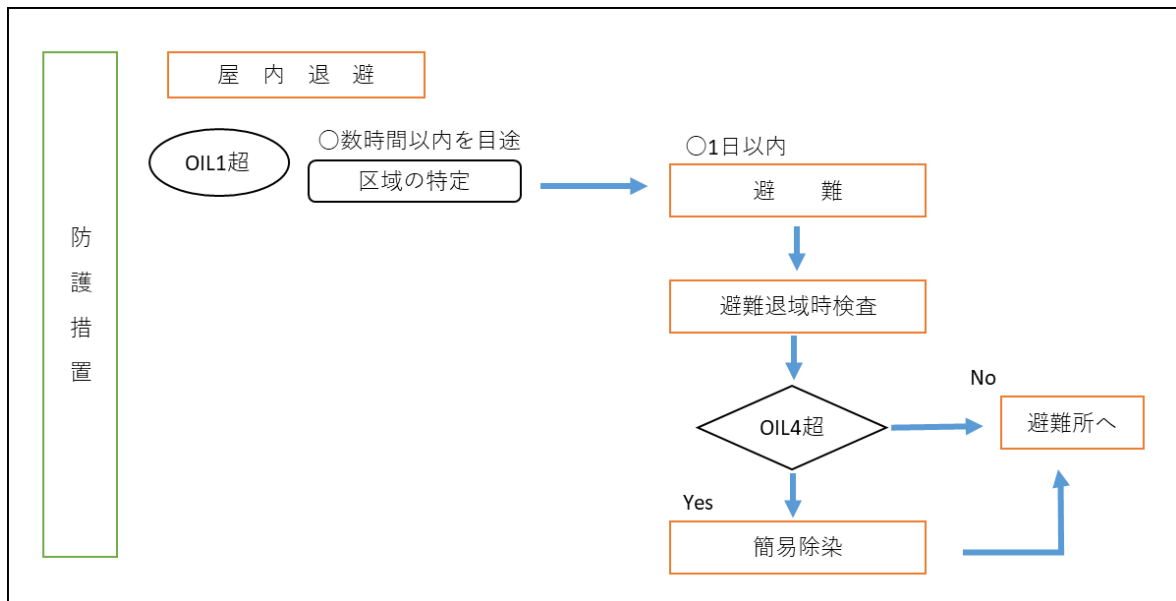 防護措置
屋内退避
OIL1超
○数時間以内を目途
区域の特定
○1日以内
避難
避難退域時検査
OIL4超
No
避難所へ
Yes
簡易除染